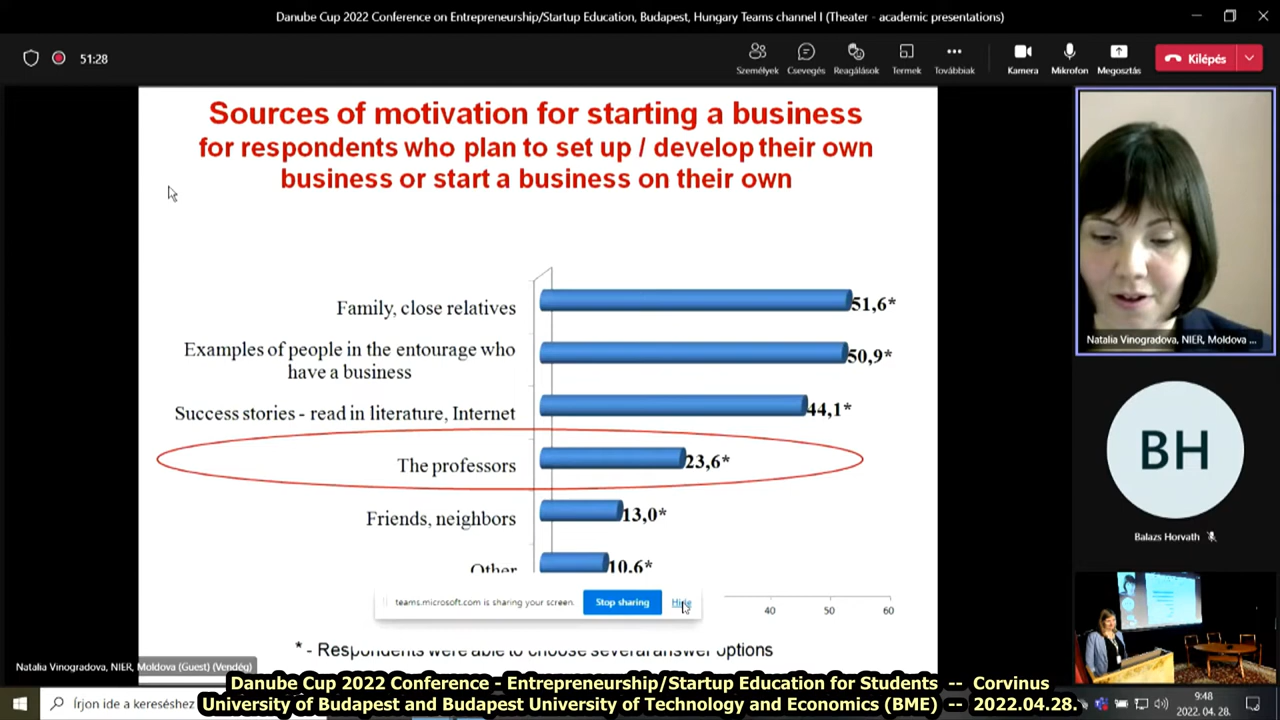 Danube Cup 2022 Conference on Entrepreneurship/Startup Education, Budapest, Hungary Teams channel I (Theater - academic presentations)
51:28
Személyek
Csevegés
Reagálások
Termek
Továbbiak
Kamera
Mikrofon
Megosztás
Kilépés
Sources of motivation for starting a business
for respondents who plan to set up / develop their own
business or start a business on their own
Family, close relatives
51,6*
Examples of people in the entourage who
have a business
50,9*
Success stories - read in literature, Internet
44,1*
The professors
23,6*
Friends, neighbors
13,0*
Other
10,6*
40 50 60
teams.microsoft.com is sharing your screen.
Stop sharing
Hide
* - Respondents were able to choose several answer options
Natalia Vinogradova, NIER, Moldova ...
BH
Balazs Horvath
Natalia Vinogradova, NIER, Moldova (Guest) (Vendég)
Danube Cup 2022 Conference - Entrepreneurship/Startup Education for Students -- Corvinus
University of Budapest and Budapest University of Technology and Economics (BME) -- 2022.04.28.
Írjon ide a kereséshez
9:48
2022. 04. 28.